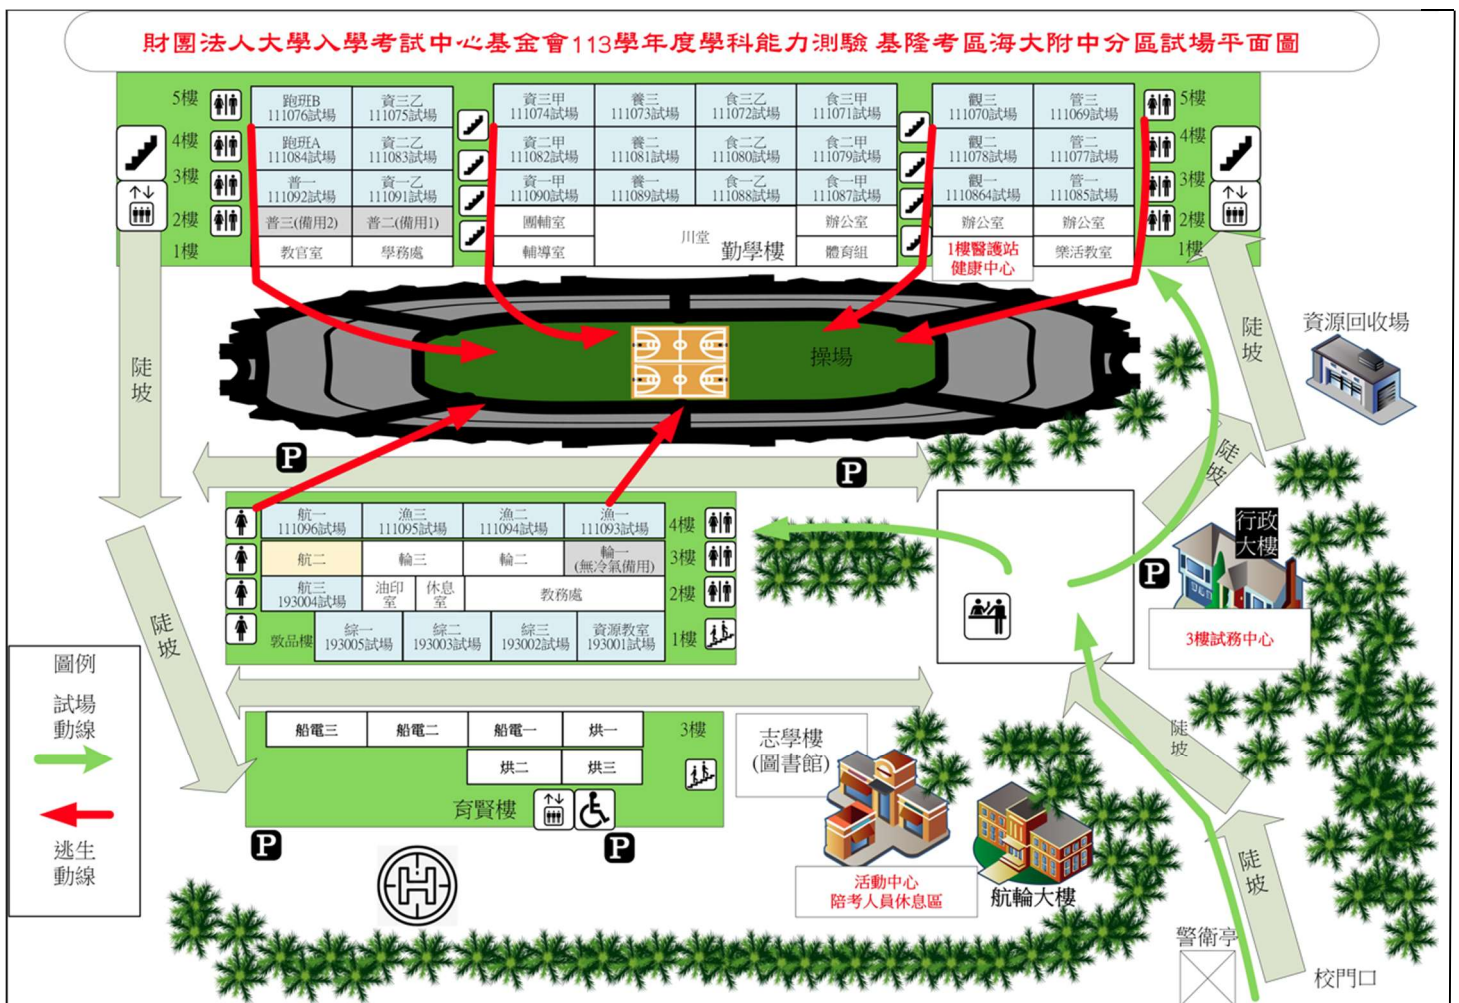 財團法人大學入學考試中心基金會113學年度學科能力測驗 基隆考區海大附中分區試場平面圖
5樓
跑班B
111076試場
資三乙
111075試場
資三甲
111074試場
養三
111073試場
食三乙
111072試場
食三甲
111071試場
觀三
111070試場
管三
111069試場
5樓
4樓
跑班A
111084試場
資二乙
111083試場
資二甲
111082試場
養二
111081試場
食二乙
111080試場
食二甲
111079試場
觀二
111078試場
管二
111077試場
4樓
3樓
普一
111092試場
資一乙
111091試場
資一甲
111090試場
養一
111089試場
食一乙
111088試場
食一甲
111087試場
觀一
1110864試場
管一
111085試場
3樓
2樓
普三(備用2)
普二(備用1)
團輔室
川堂
辦公室
辦公室
辦公室
2樓
1樓
教官室
學務處
輔導室
勤學樓
體育組
1樓醫護站
健康中心
樂活教室
1樓
操場
陡坡
陡坡
資源回收場
陡坡
P
P
航一
111096試場
漁三
111095試場
漁二
111094試場
漁一
111093試場
4樓
航二
輪三
輪二
輪一
(無冷氣備用)
3樓
航三
193004試場
油印室
休息室
教務處
2樓
敦品樓
綜一
193005試場
綜二
193003試場
綜三
193002試場
資源教室
193001試場
1樓
行政大樓
P
3樓試務中心
陡坡
圖例
試場動線
逃生動線
船電三
船電二
船電一
烘一
3樓
烘二
烘三
育賢樓
P
P
H
志學樓
(圖書館)
陡坡
活動中心
陪考人員休息區
航輪大樓
陡坡
警衛亭
校門口